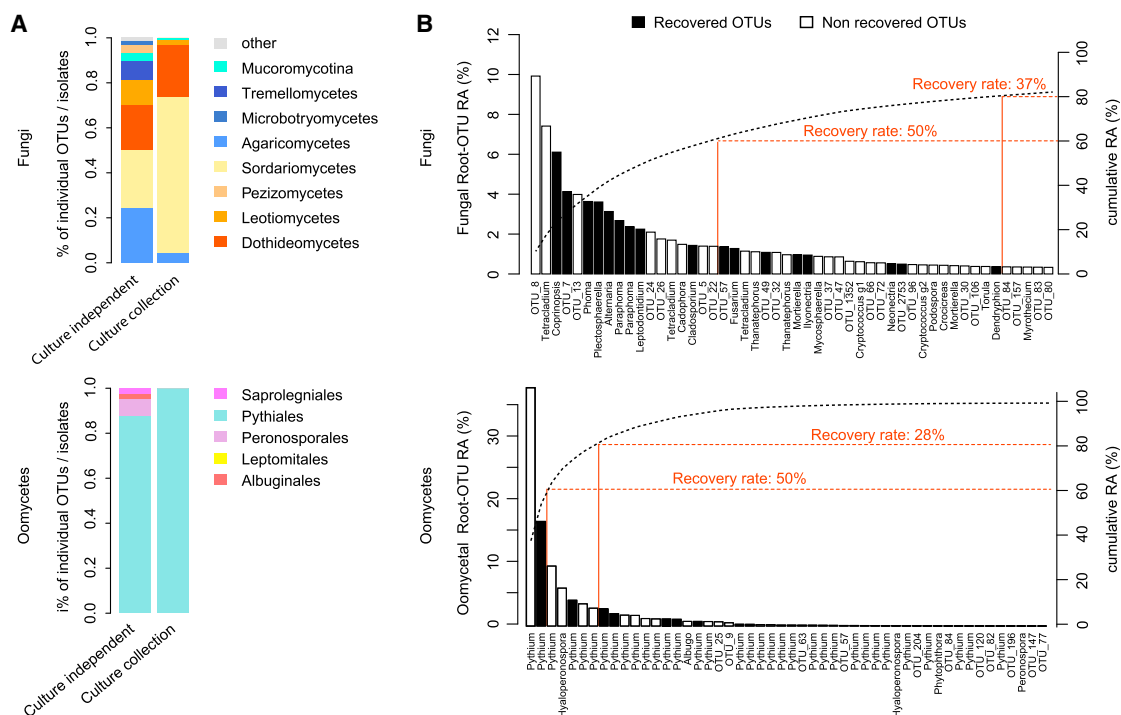 A
% of individual OTUs / isolates
Fungi
1.0
0.8
0.6
0.4
0.2
0.0
Culture independent
Culture collection
other
Mucoromycotina
Tremellomycetes
Microbotryomycetes
Agaricomycetes
Sordariomycetes
Pezizomycetes
Leotiomycetes
Dothideomycetes
i% of individual OTUs / isolates
Oomycetes
1.0
0.8
0.6
0.4
0.2
0.0
Culture independent
Culture collection
Saprolegniales
Pythiales
Peronosporales
Leptomitales
Albuginales
B
Recovered OTUs
Non recovered OTUs
Fungi
Fungal Root-OTU RA (%)
12
10
8
6
4
2
0
Recovery rate: 37%
Recovery rate: 50%
100
80
60
40
20
0
cumulative RA (%)
OTU_8
Tetracladium
Coprinopsis
OTU_7
OTU_13
Phoma
Plectosphaerella
Alternaria
Paraphoma
Paraphoma
Leptodontidium
OTU_24
OTU_26
Tetracladium
Cadophora
Cladosporium
OTU_5
OTU_22
OTU_57
Fusarium
Tetracladium
Thanatephorus
OTU_49
OTU_32
Thanatephorus
Mortierella
Ilyonectria
Mycosphaerella
OTU_37
OTU_47
OTU_1352
Cryptococcus g1
OTU_66
OTU_72
Neonectria
OTU_2753
OTU_96
Cryptococcus g2
Podospora
Crocicreas
Mortierella
OTU_30
OTU_106
Torula
Dendryphion
OTU_84
OTU_157
Myrothecium
OTU_83
OTU_80
Oomycetes
Oomycetal Root-OTU RA (%)
30
20
10
0
Recovery rate: 28%
Recovery rate: 50%
100
80
60
40
20
0
cumulative RA (%)
Pythium
Pythium
Pythium
Hyaloperonospora
Pythium
Pythium
Pythium
Pythium
Pythium
Pythium
Pythium
Pythium
Pythium
Pythium
Pythium
Albugo
Pythium
Pythium
OTU_25
OTU_9
Pythium
Pythium
Pythium
Pythium
Pythium
Pythium
OTU_63
Pythium
Pythium
Pythium
OTU_57
Pythium
Pythium
Pythium
Pythium
Hyaloperonospora
Pythium
OTU_204
Pythium
Phytophthora
OTU_84
Pythium
Pythium
OTU_120
OTU_82
Pythium
OTU_196
Peronospora
OTU_147
OTU_77